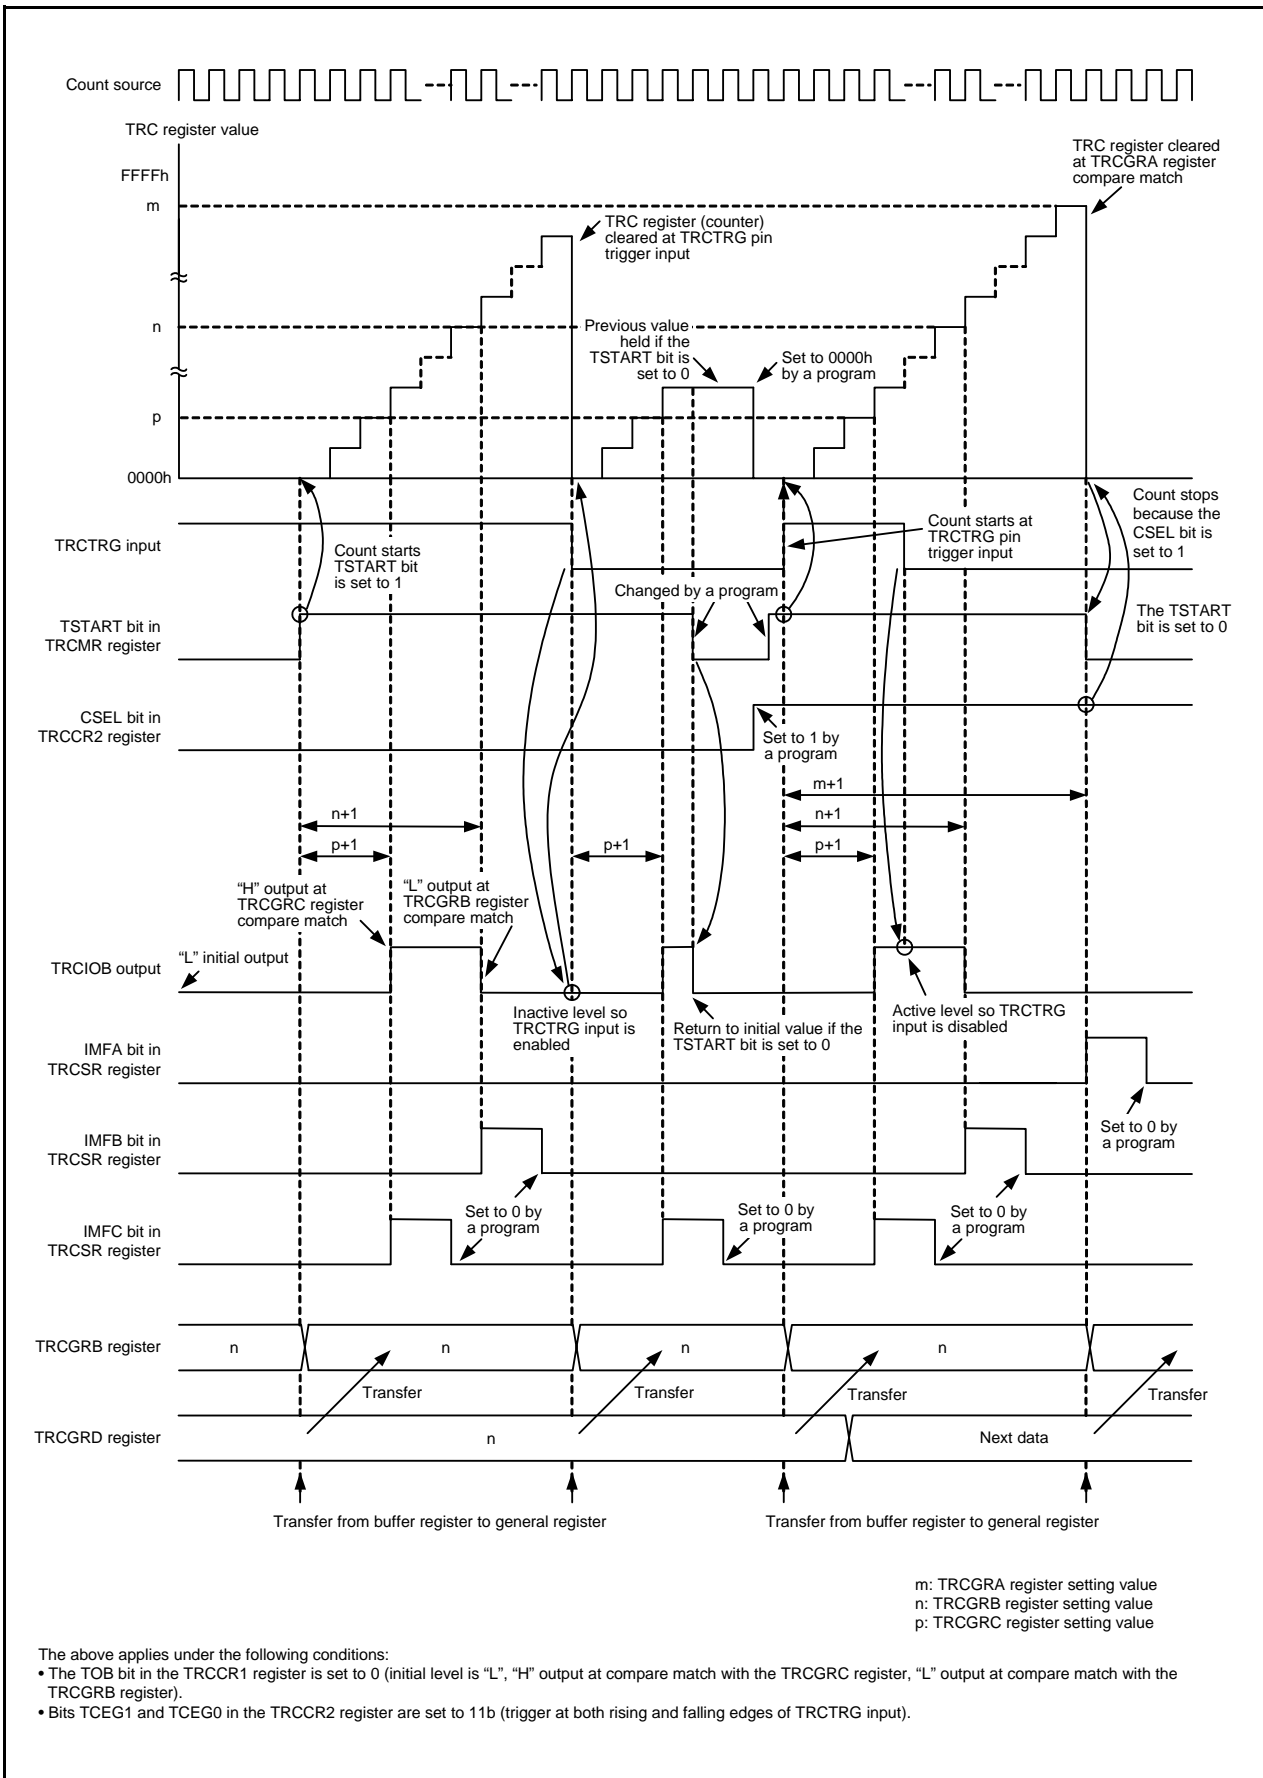 Count source
TRC register value
FFFFh
m
TRC register cleared
at TRCGRA register
compare match
TRC register (counter)
cleared at TRCTRG pin
trigger input
n
Previous value
held if the
TSTART bit is
set to 0
Set to 0000h
by a program
p
0000h
TRCTRG input
Count starts
TSTART bit
is set to 1
Count starts at
TRCTRG pin
trigger input
Count stops
because the
CSEL bit is
set to 1
Changed by a program
TSTART bit in
TRCMR register
The TSTART
bit is set to 0
CSEL bit in
TRCCR2 register
Set to 1 by
a program
m+1
n+1
n+1
p+1
p+1
p+1
“H” output at
TRCGRC register
compare match
“L” output at
TRCGRB register
compare match
“L” initial output
TRCIOB output
Inactive level so
TRCTRG input is
enabled
Return to initial value if the
TSTART bit is set to 0
Active level so TRCTRG
input is disabled
IMFA bit in
TRCSR register
Set to 0 by
a program
IMFB bit in
TRCSR register
Set to 0 by
a program
Set to 0 by
a program
Set to 0 by
a program
IMFC bit in
TRCSR register
TRCGRB register
n
n
n
n
Transfer
Transfer
Transfer
Transfer
TRCGRD register
n
Next data
Transfer from buffer register to general register
Transfer from buffer register to general register
m: TRCGRA register setting value
n: TRCGRB register setting value
p: TRCGRC register setting value
The above applies under the following conditions:
• The TOB bit in the TRCCR1 register is set to 0 (initial level is “L”, “H” output at compare match with the TRCGRC register, “L” output at compare match with the
TRCGRB register).
• Bits TCEG1 and TCEG0 in the TRCCR2 register are set to 11b (trigger at both rising and falling edges of TRCTRG input).